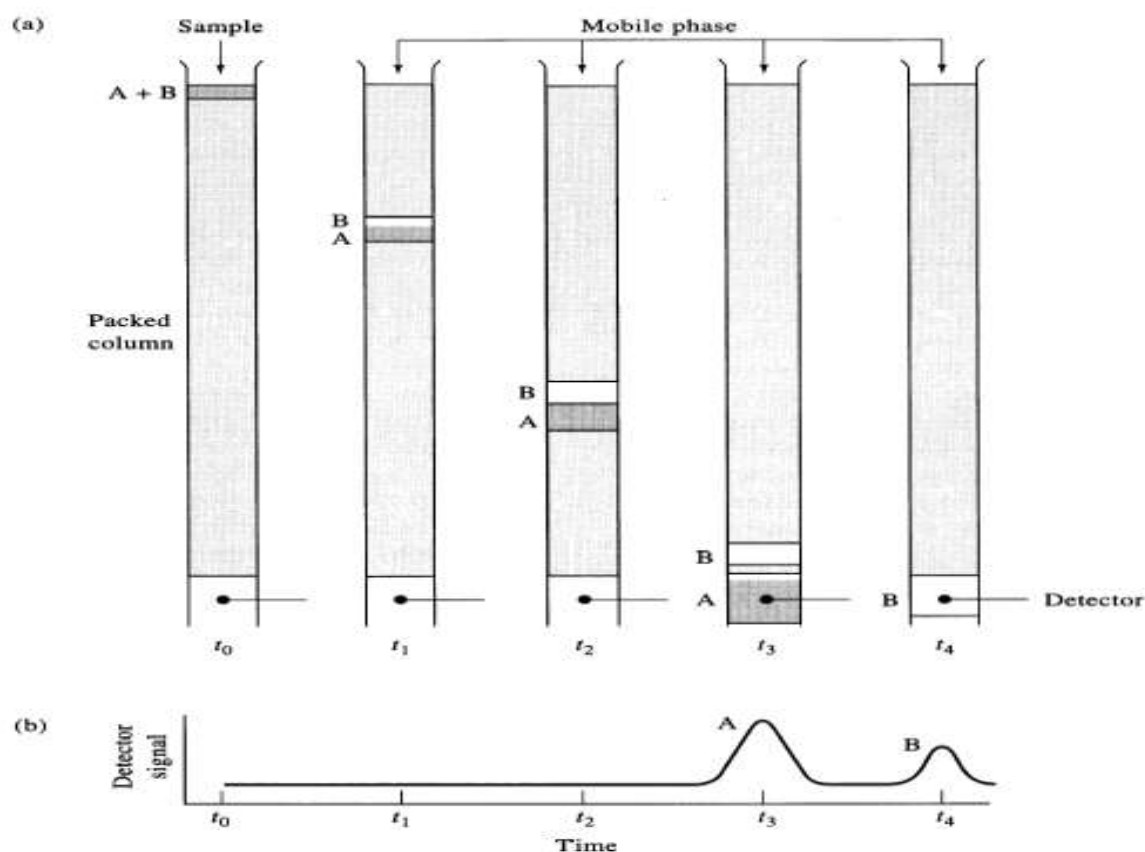 (a)
Sample
Mobile phase
A + B
B
A
Packed
column
B
A
B
A
B
Detector
t0
t1
t2
t3
t4
(b)
Detector
signal
A
B
t0
t1
t2
t3
t4
Time